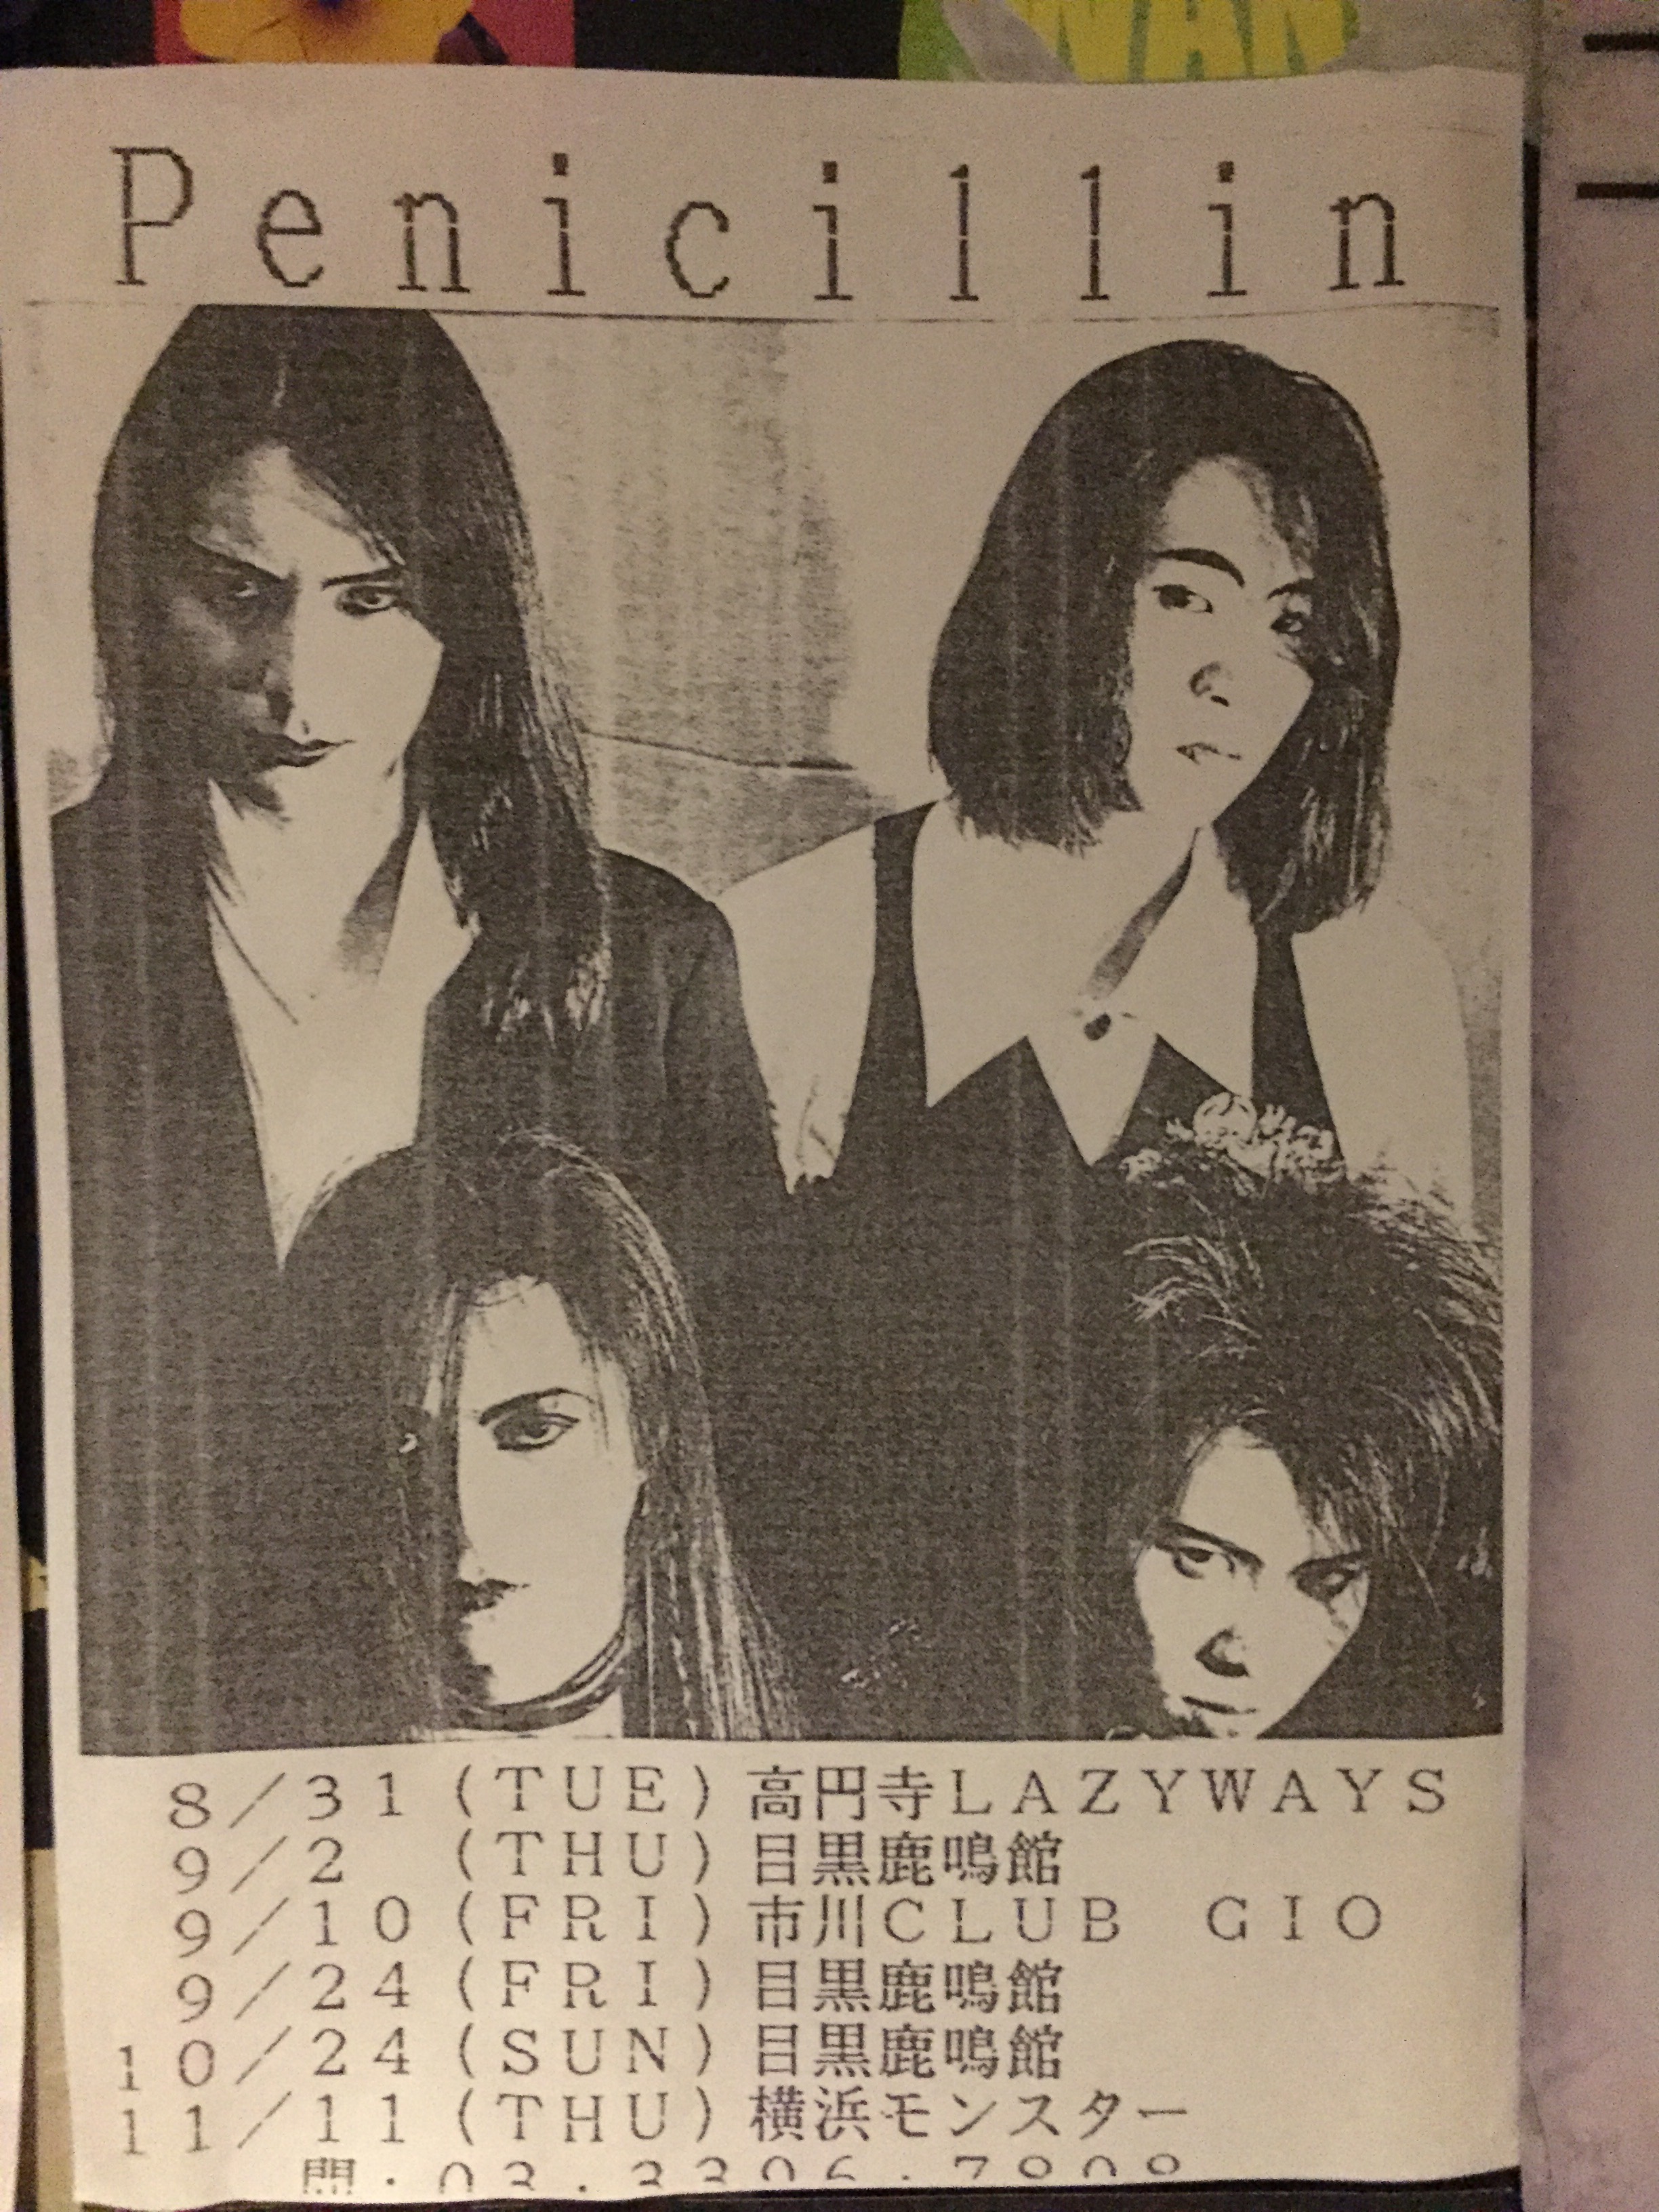 WAN
Penicillin
8/31(TUE)高円寺LAZYWAYS
9/2 (THU)目黒鹿鳴館
9/10(FRI)市川CLUB GIO
9/24(FRI)目黒鹿鳴館
10/24(SUN)目黒鹿鳴館
11/11(THU)横浜モンスター